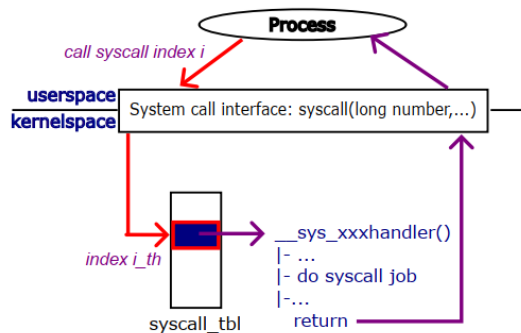 Process
call syscall index i
userspace
System call interface: syscall(long number,...)
kernelspace
__sys_xxxhandler()
|- ...
index i_th
|- do syscall job
|-...
return
syscall_tbl